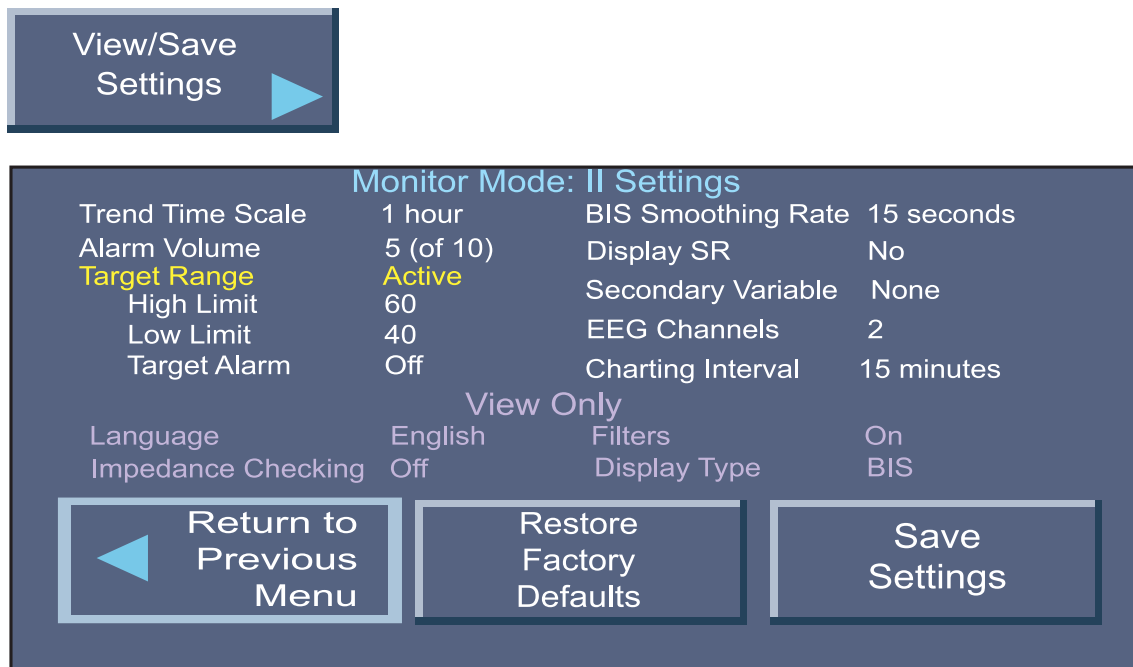 View/Save
Settings
Monitor Mode: II Settings
Trend Time Scale 1 hour BIS Smoothing Rate 15 seconds
Alarm Volume 5 (of 10) Display SR No
Target Range Active
High Limit 60 Secondary Variable None
Low Limit 40 EEG Channels 2
Target Alarm Off Charting Interval 15 minutes
View Only
Language English Filters On
Impedance Checking Off Display Type BIS
Return to
Previous
Menu
Restore
Factory
Defaults
Save
Settings